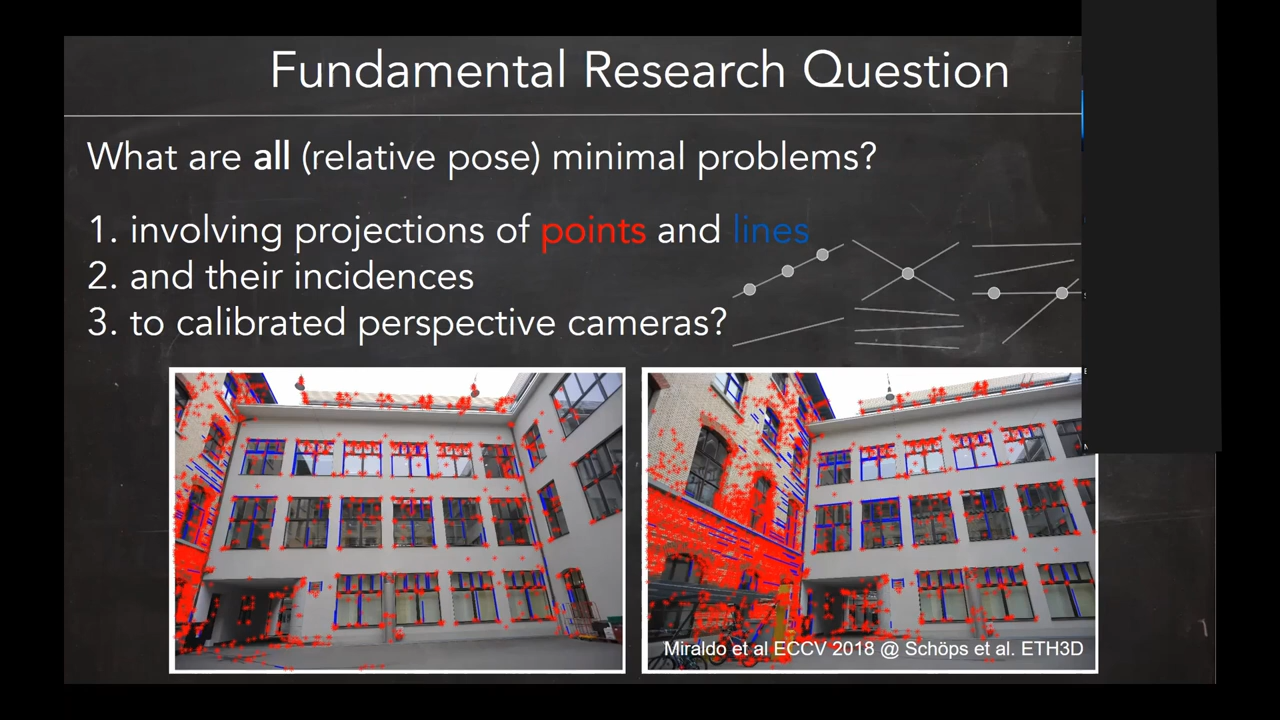 Fundamental Research Question
What are all (relative pose) minimal problems?
1. involving projections of points and lines
2. and their incidences
3. to calibrated perspective cameras?
Miraldo et al ECCV 2018 @ Schöps et al. ETH3D